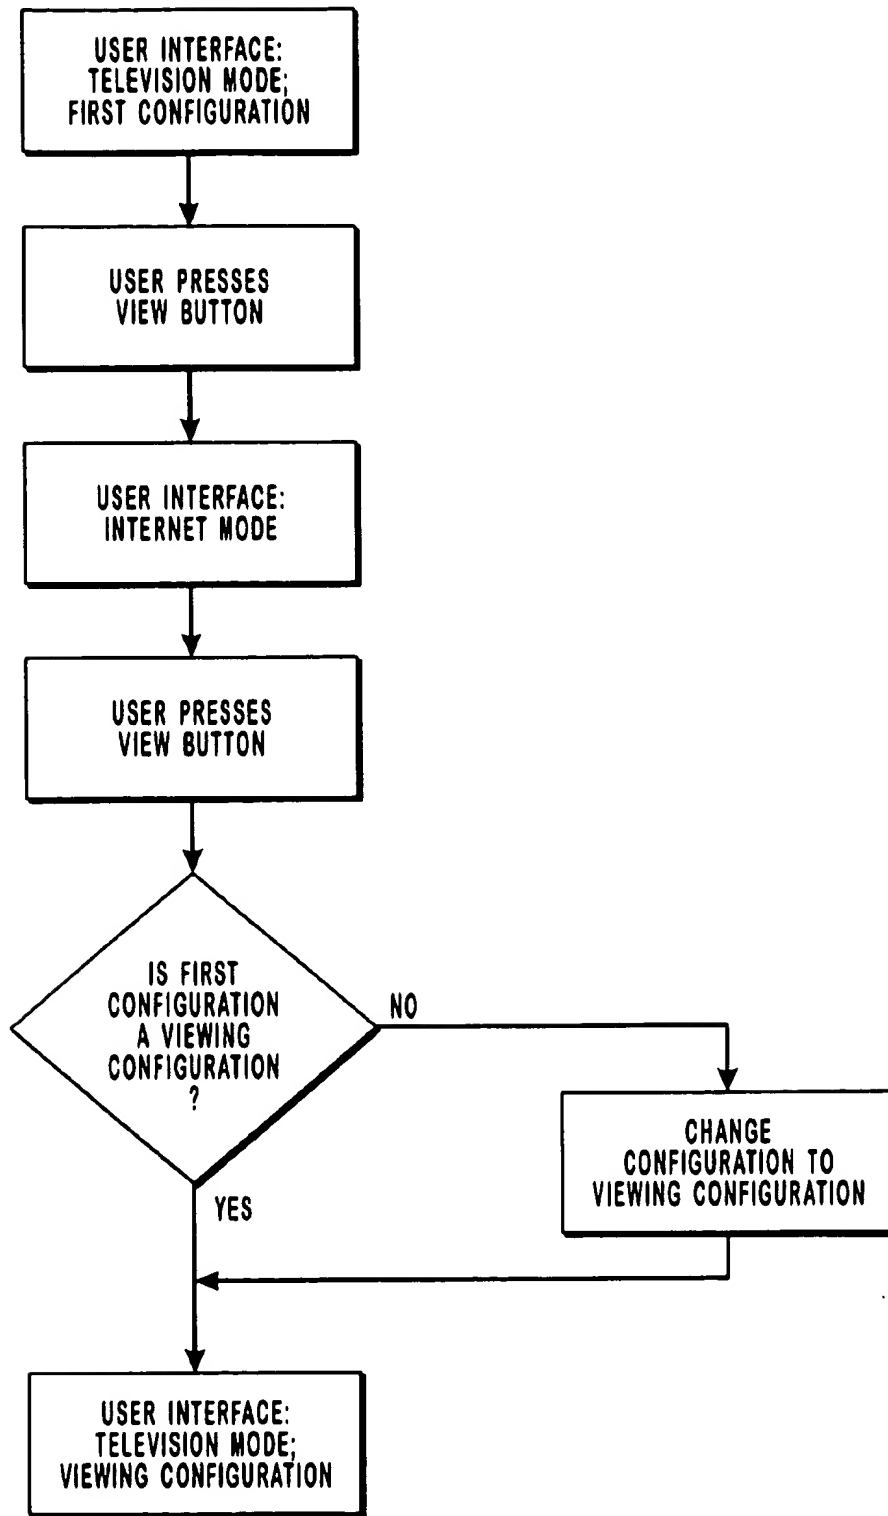 USER INTERFACE:
TELEVISION MODE;
FIRST CONFIGURATION
USER PRESSES
VIEW BUTTON
USER INTERFACE:
INTERNET MODE
USER PRESSES
VIEW BUTTON
IS FIRST
CONFIGURATION
A VIEWING
CONFIGURATION
?
NO
CHANGE
CONFIGURATION TO
VIEWING CONFIGURATION
YES
USER INTERFACE:
TELEVISION MODE;
VIEWING CONFIGURATION